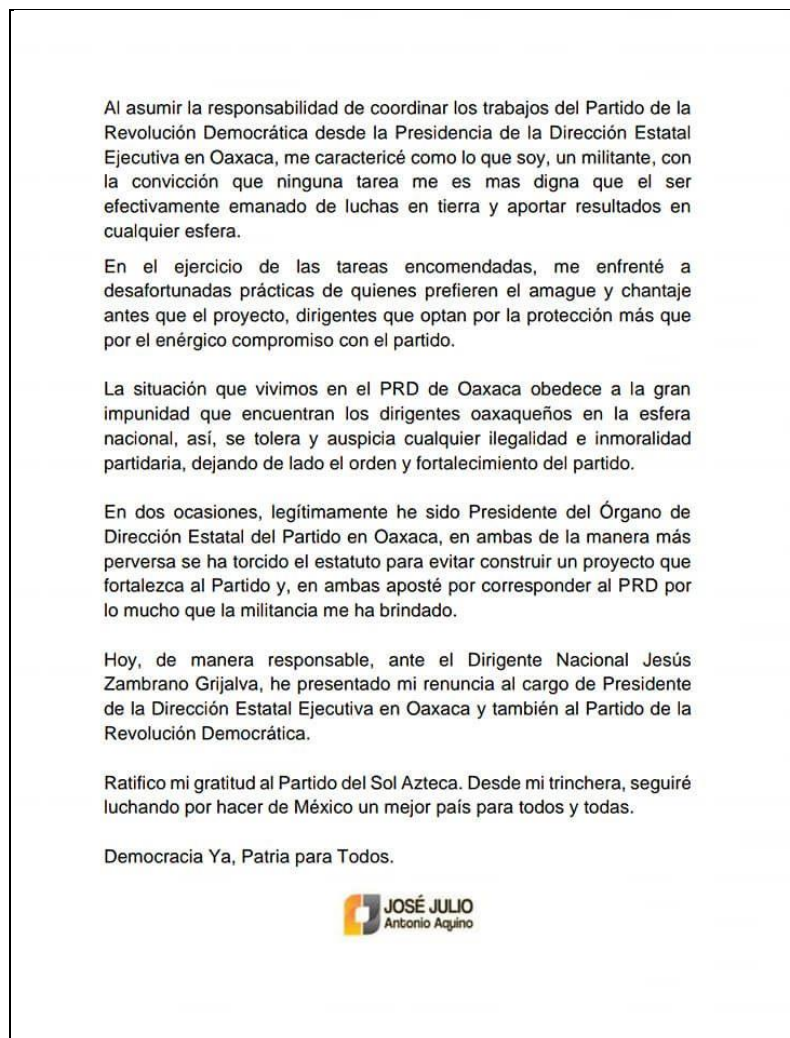 Al asumir la responsabilidad de coordinar los trabajos del Partido de la
Revolución Democrática desde la Presidencia de la Dirección Estatal
Ejecutiva en Oaxaca, me caractericé como lo que soy, un militante, con
la convicción que ninguna tarea me es mas digna que el ser
efectivamente emanado de luchas en tierra y aportar resultados en
cualquier esfera.
En el ejercicio de las tareas encomendadas, me enfrenté a
desafortunadas prácticas de quienes prefieren el amague y chantaje
antes que el proyecto, dirigentes que optan por la protección más que
por el enérgico compromiso con el partido.
La situación que vivimos en el PRD de Oaxaca obedece a la gran
impunidad que encuentran los dirigentes oaxaqueños en la esfera
nacional, así, se tolera y auspicia cualquier ilegalidad e inmoralidad
partidaria, dejando de lado el orden y fortalecimiento del partido.
En dos ocasiones, legítimamente he sido Presidente del Órgano de
Dirección Estatal del Partido en Oaxaca, en ambas de la manera más
perversa se ha torcido el estatuto para evitar construir un proyecto que
fortalezca al Partido y, en ambas aposté por corresponder al PRD por
lo mucho que la militancia me ha brindado.
Hoy, de manera responsable, ante el Dirigente Nacional Jesús
Zambrano Grijalva, he presentado mi renuncia al cargo de Presidente
de la Dirección Estatal Ejecutiva en Oaxaca y también al Partido de la
Revolución Democrática.
Ratifico mi gratitud al Partido del Sol Azteca. Desde mi trinchera, seguiré
luchando por hacer de México un mejor país para todos y todas.
Democracia Ya, Patria para Todos.
JOSÉ JULIO
Antonio Aquino